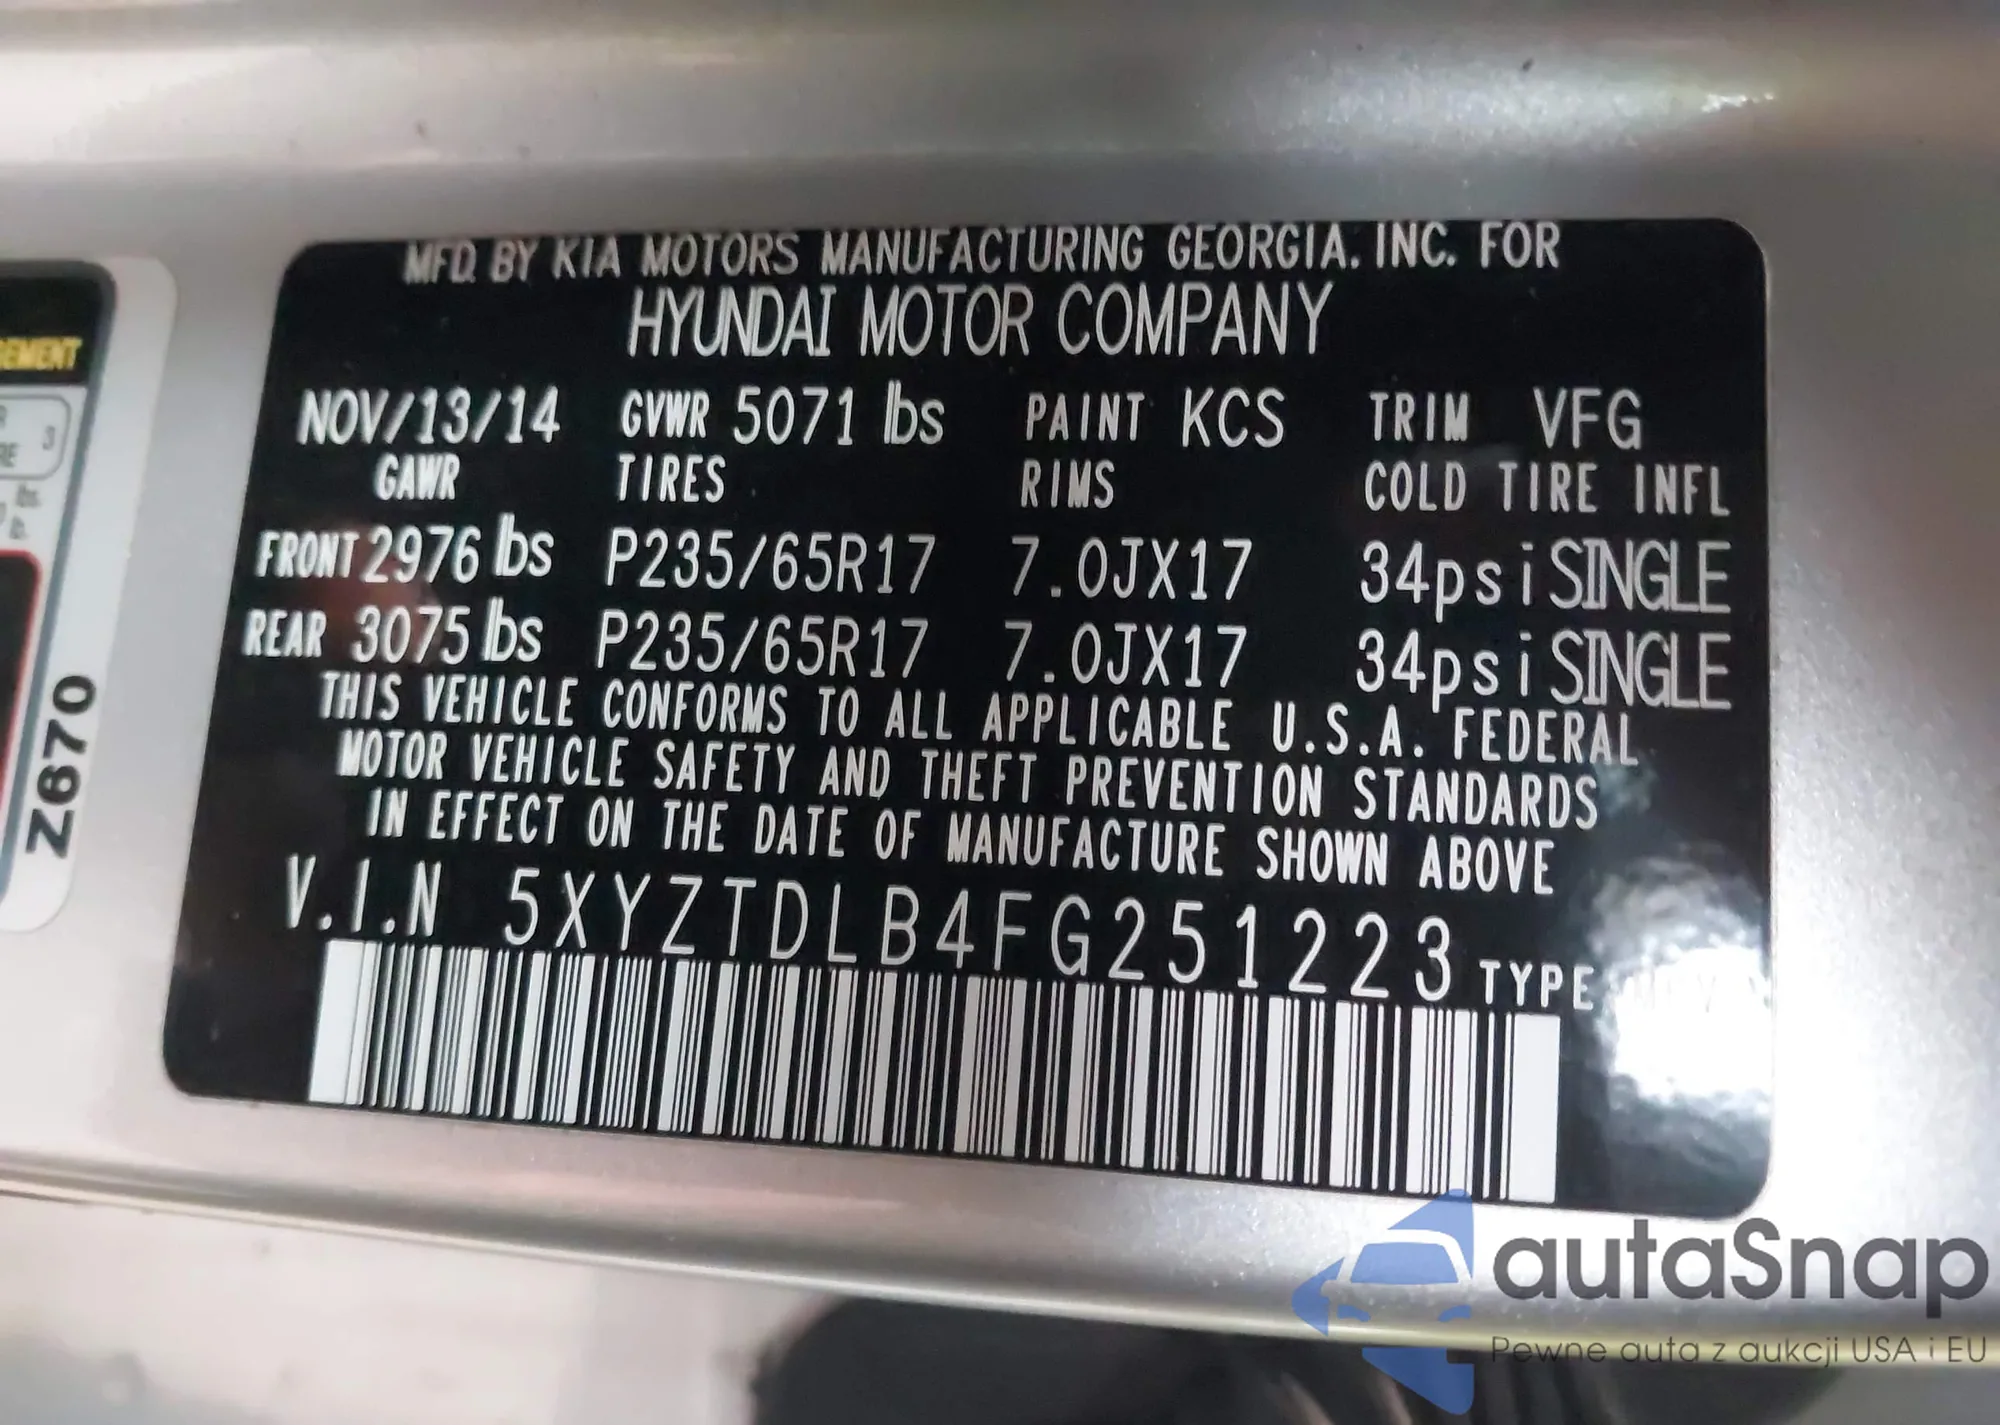 MFD. BY KIA MOTORS MANUFACTURING GEORGIA. INC. FOR
HYUNDAI MOTOR COMPANY
NOV/13/14 GVWR 5071 lbs PAINT KCS TRIM VFG
GAWR TIRES RIMS COLD TIRE INFL
FRONT 2976 lbs P235/65R17 7.0JX17 34psi SINGLE
REAR 3075 lbs P235/65R17 7.0JX17 34psi SINGLE
THIS VEHICLE CONFORMS TO ALL APPLICABLE U.S.A. FEDERAL
MOTOR VEHICLE SAFETY AND THEFT PREVENTION STANDARDS
IN EFFECT ON THE DATE OF MANUFACTURE SHOWN ABOVE
V.I.N 5XYZTDLB4FG251223 TYPE
Z670
autaSnap
Pewne auta z aukcji USA i EU